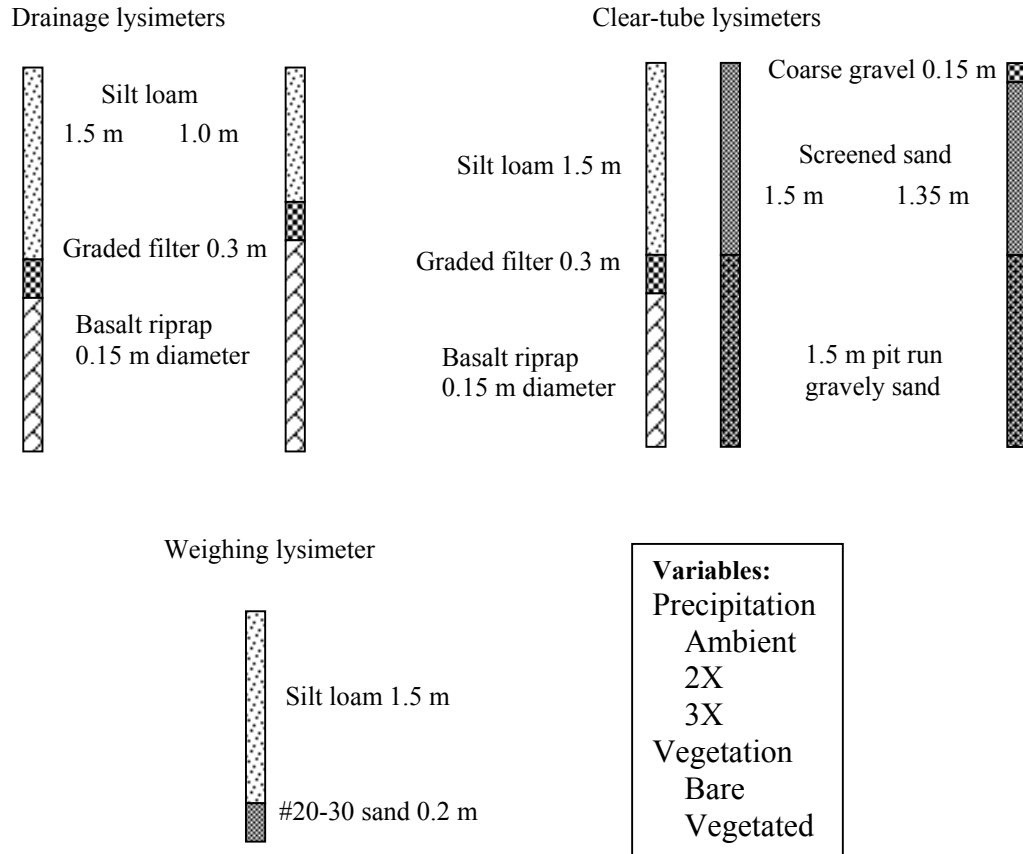 Drainage lysimeters
Silt loam
1.5 m 1.0 m
Graded filter 0.3 m
Basalt riprap
0.15 m diameter
Clear-tube lysimeters
Coarse gravel 0.15 m
Silt loam 1.5 m
Screened sand
1.5 m 1.35 m
Graded filter 0.3 m
Basalt riprap
0.15 m diameter
1.5 m pit run
gravely sand
Weighing lysimeter
Silt loam 1.5 m
#20-30 sand 0.2 m
Variables:
Precipitation
Ambient
2X
3X
Vegetation
Bare
Vegetated